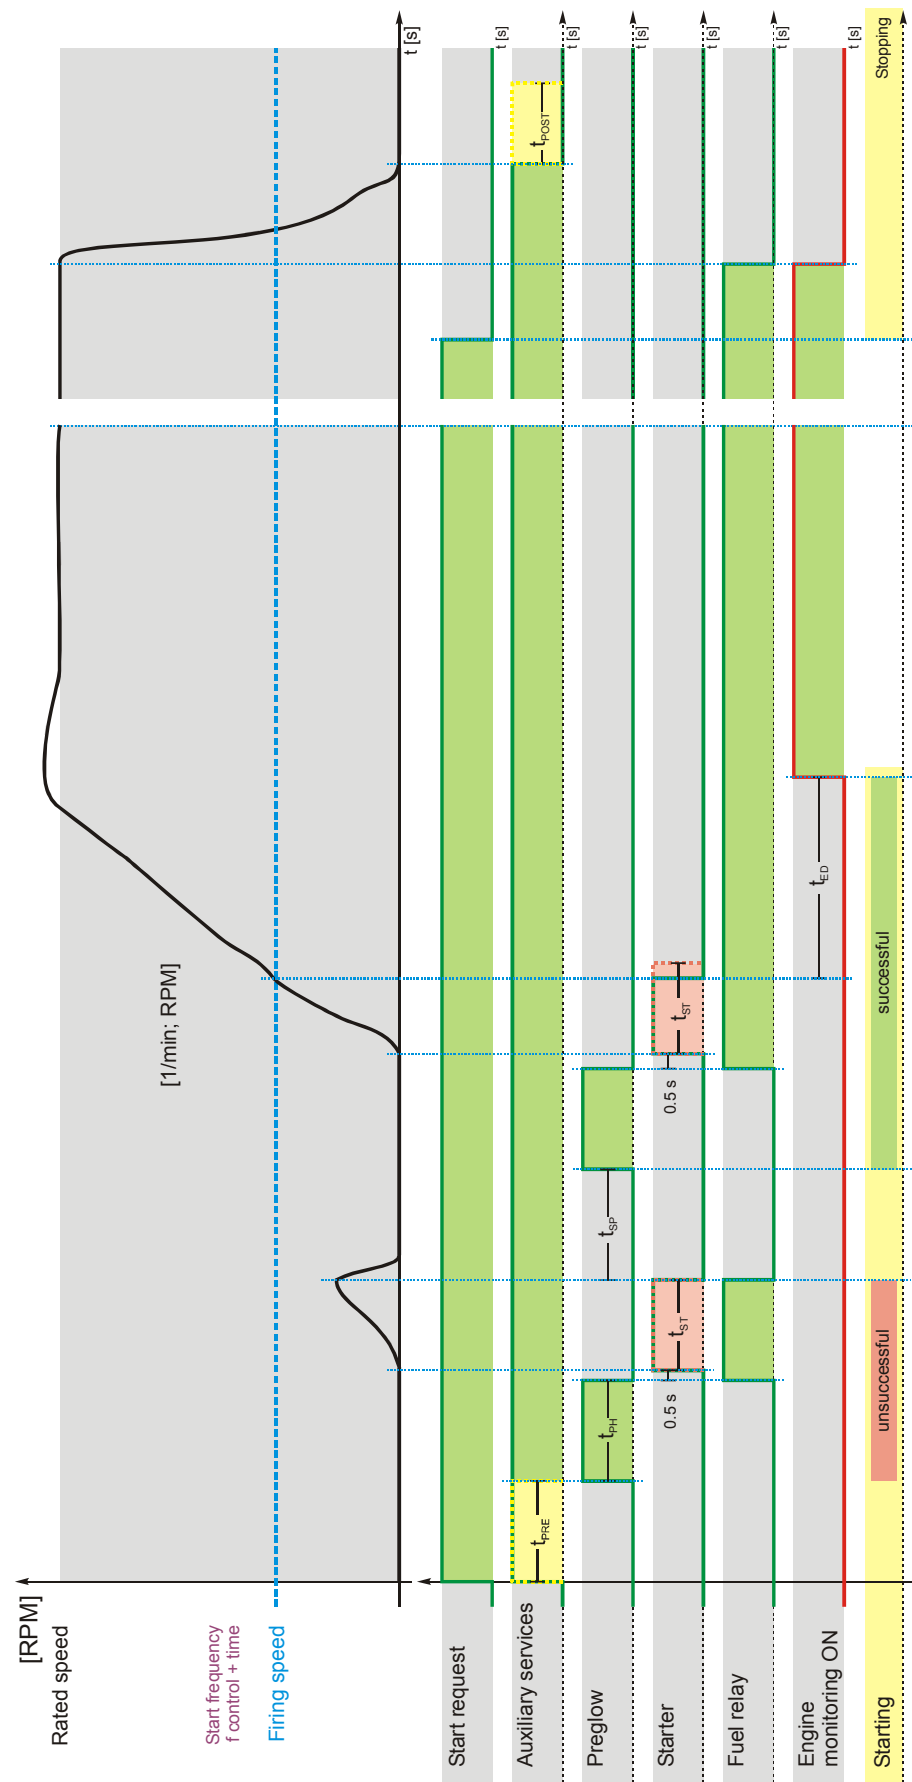 [RPM]
Rated speed
Start frequency
f control + time
Firing speed
[1/min; RPM]
t [s]
Start request
t [s]
Auxiliary services
tPRE
tPOST
t [s]
Preglow
tPH
tSP
t [s]
Starter
0.5 s
tST
0.5 s
tST
t [s]
Fuel relay
t [s]
Engine
monitoring ON
tED
t [s]
Starting
unsuccessful
successful
Stopping